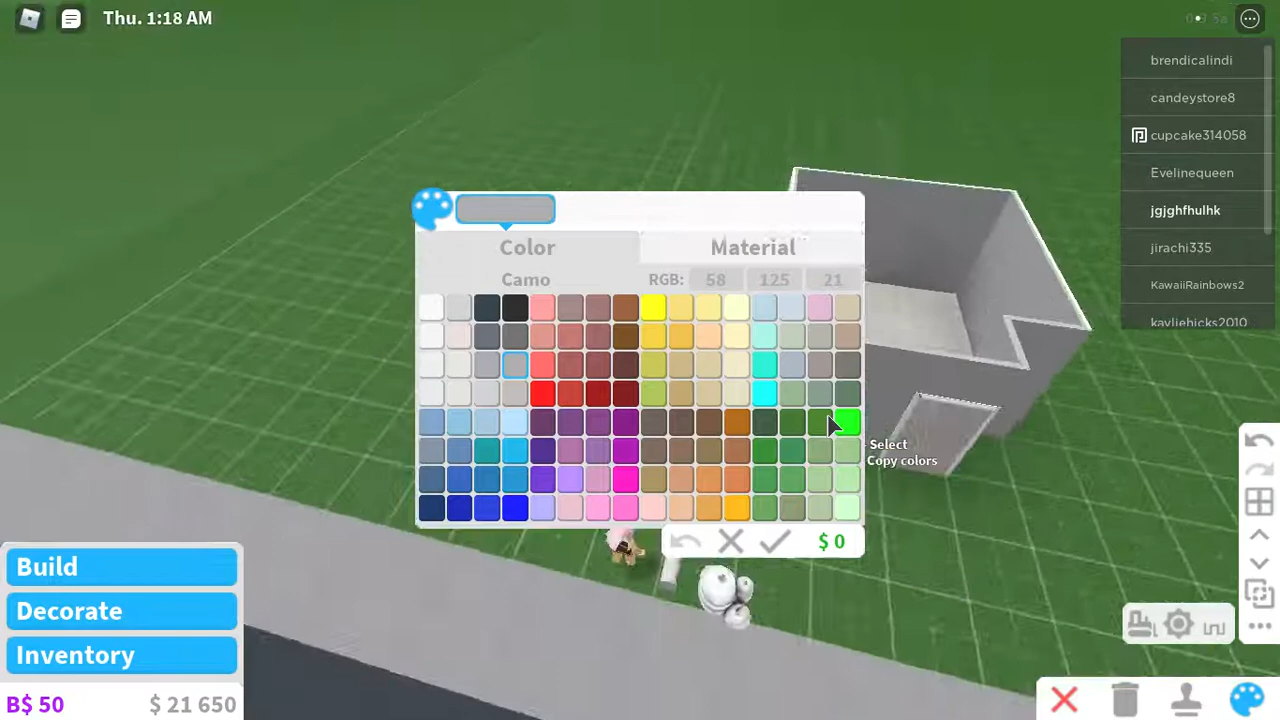 Thu. 1:18 AM
brendicalindi
candeystore8
cupcake314058
Evelinequeen
jgjghfhulhk
jirachi335
KawaiiRainbows2
kayliehicks2010
Color
Material
Camo
RGB: 58 125 21
Select
Copy colors
$ 0
Build
Decorate
Inventory
B$ 50
$ 21 650